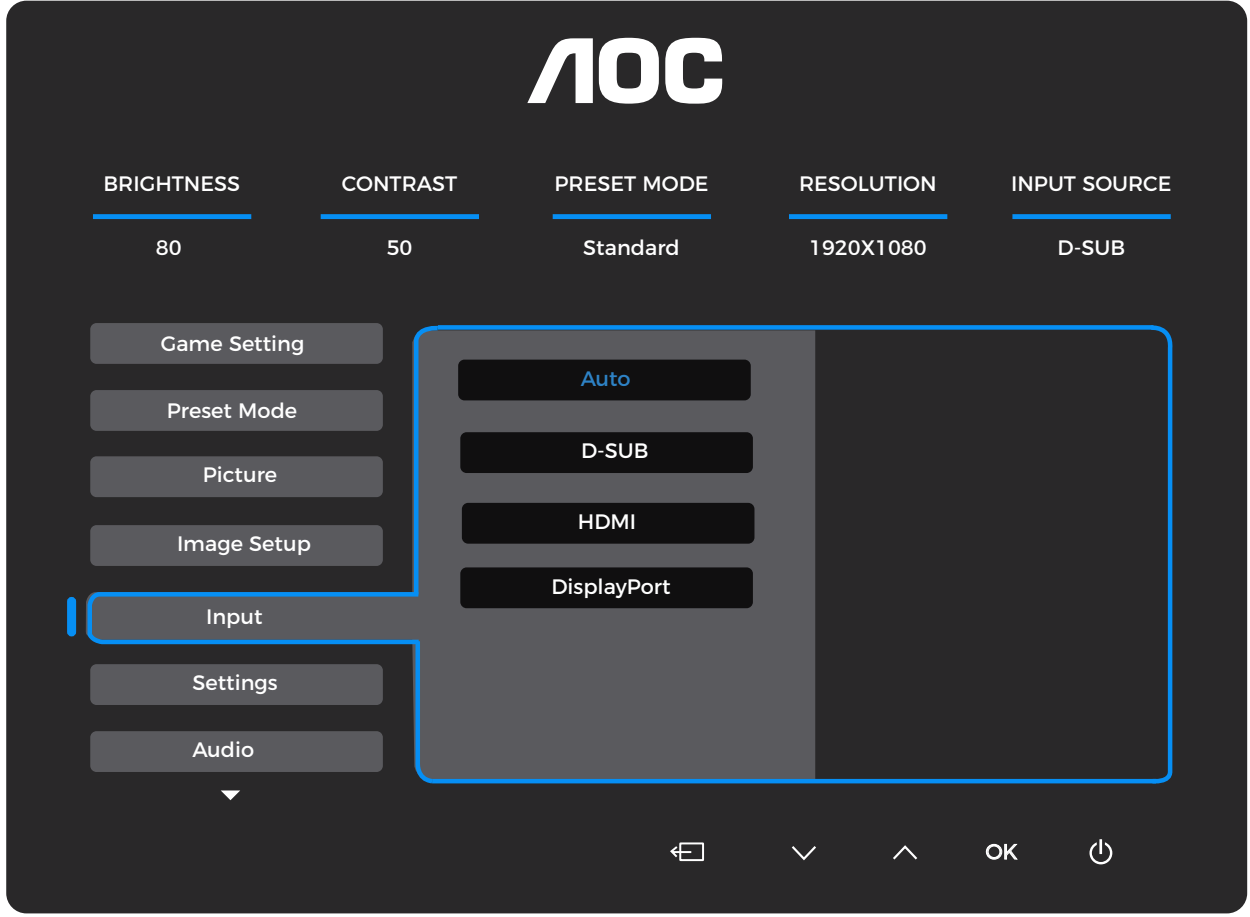 AOC
BRIGHTNESS CONTRAST PRESET MODE RESOLUTION INPUT SOURCE
80 50 Standard 1920X1080 D-SUB
Game Setting
Preset Mode
Picture
Image Setup
Input
Settings
Audio
Auto
D-SUB
HDMI
DisplayPort
OK